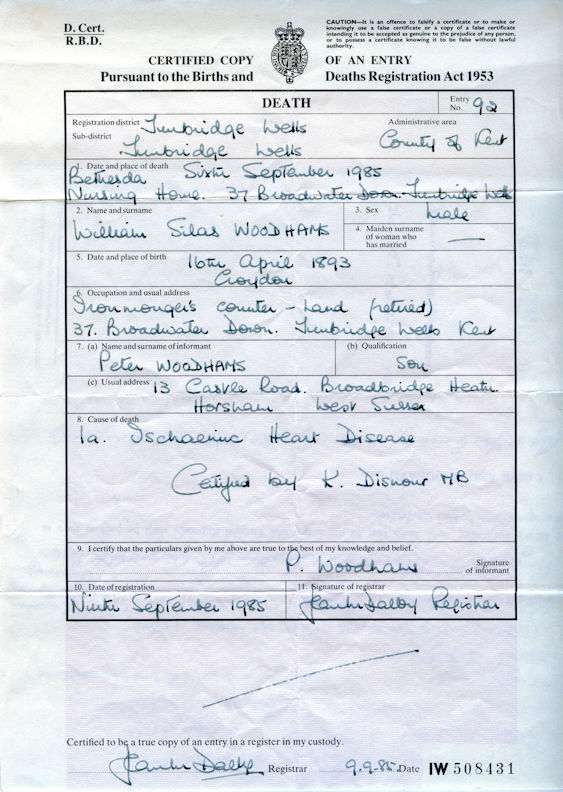 D. Cert.
R.B.D.
CAUTION—It is an offence to falsify a certificate or to make or
knowingly use a false certificate or a copy of a false certificate
intending it to be accepted as genuine to the prejudice of any person,
or to possess a certificate knowing it to be false without lawful
authority.
CERTIFIED COPY OF AN ENTRY
Pursuant to the Births and Deaths Registration Act 1953
DEATH
Entry No. 92
Registration district Tunbridge Wells
Administrative area
Sub-district Tunbridge Wells
County of Kent
1. Date and place of death Sixth September 1985
Bethesda
Nursing Home. 37 Broadwater Down. Tunbridge Wells
2. Name and surname
William Silas WOODHAMS
3. Sex Male
4. Maiden surname
of woman who
has married
5. Date and place of birth 16th April 1893
Croydon
6. Occupation and usual address
Ironmonger's counter - hand (retired)
37. Broadwater Down. Tunbridge Wells Kent
7. (a) Name and surname of informant
Peter WOODHAMS
(b) Qualification
Son
(c) Usual address 13 Castle Road. Broadbridge Heath.
Horsham West Sussex
8. Cause of death
1a. Ischaemic Heart Disease
Certified by K. MB
9. I certify that the particulars given by me above are true to the best of my knowledge and belief.
P. Woodhams
Signature
of informant
10. Date of registration
Ninth September 1985
11. Signature of registrar
Dalby Registrar
Certified to be a true copy of an entry in a register in my custody.
Dalby Registrar 9.9.85 Date IW 508431